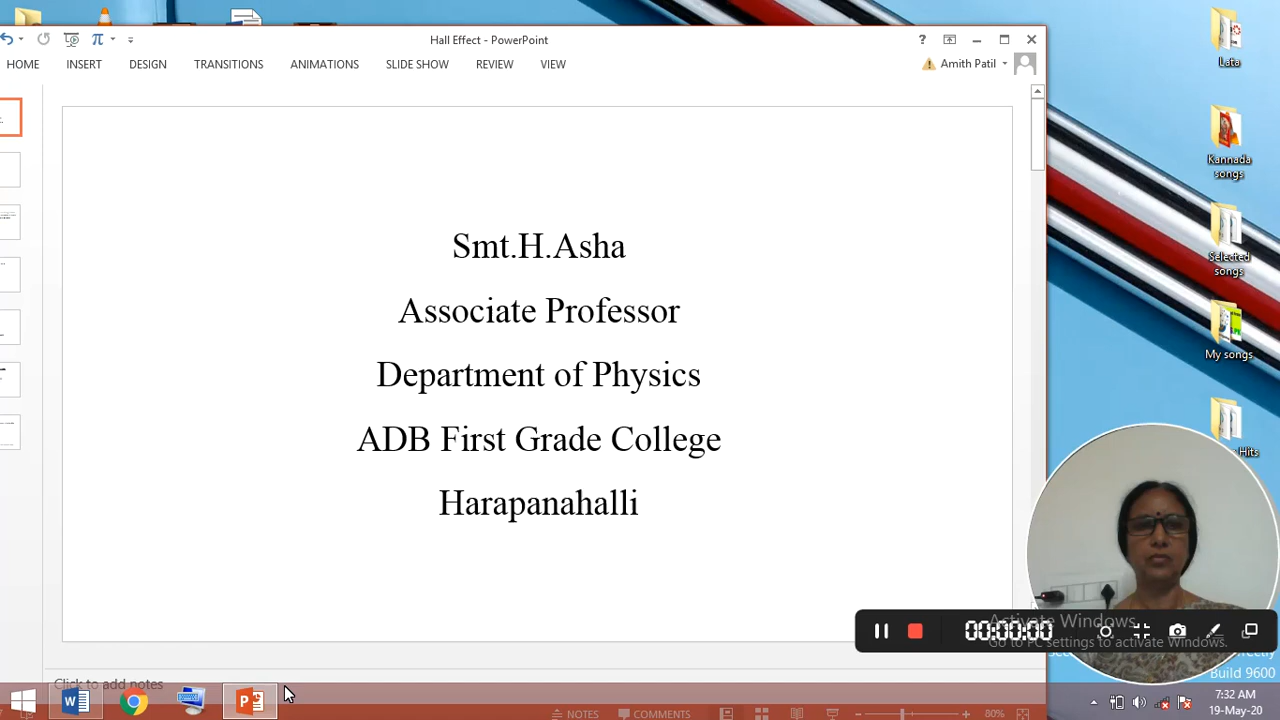 Hall Effect - PowerPoint
?
HOME INSERT DESIGN TRANSITIONS ANIMATIONS SLIDE SHOW REVIEW VIEW
Amith Patil
Lata
Kannada songs
Selected songs
My songs
Hits
Smt.H.Asha
Associate Professor
Department of Physics
ADB First Grade College
Harapanahalli
00:00:00
Activate Windows
Go to PC settings to activate Windows.
Build 9600
Click to add notes
NOTES COMMENTS 80%
7:32 AM
19-May-20